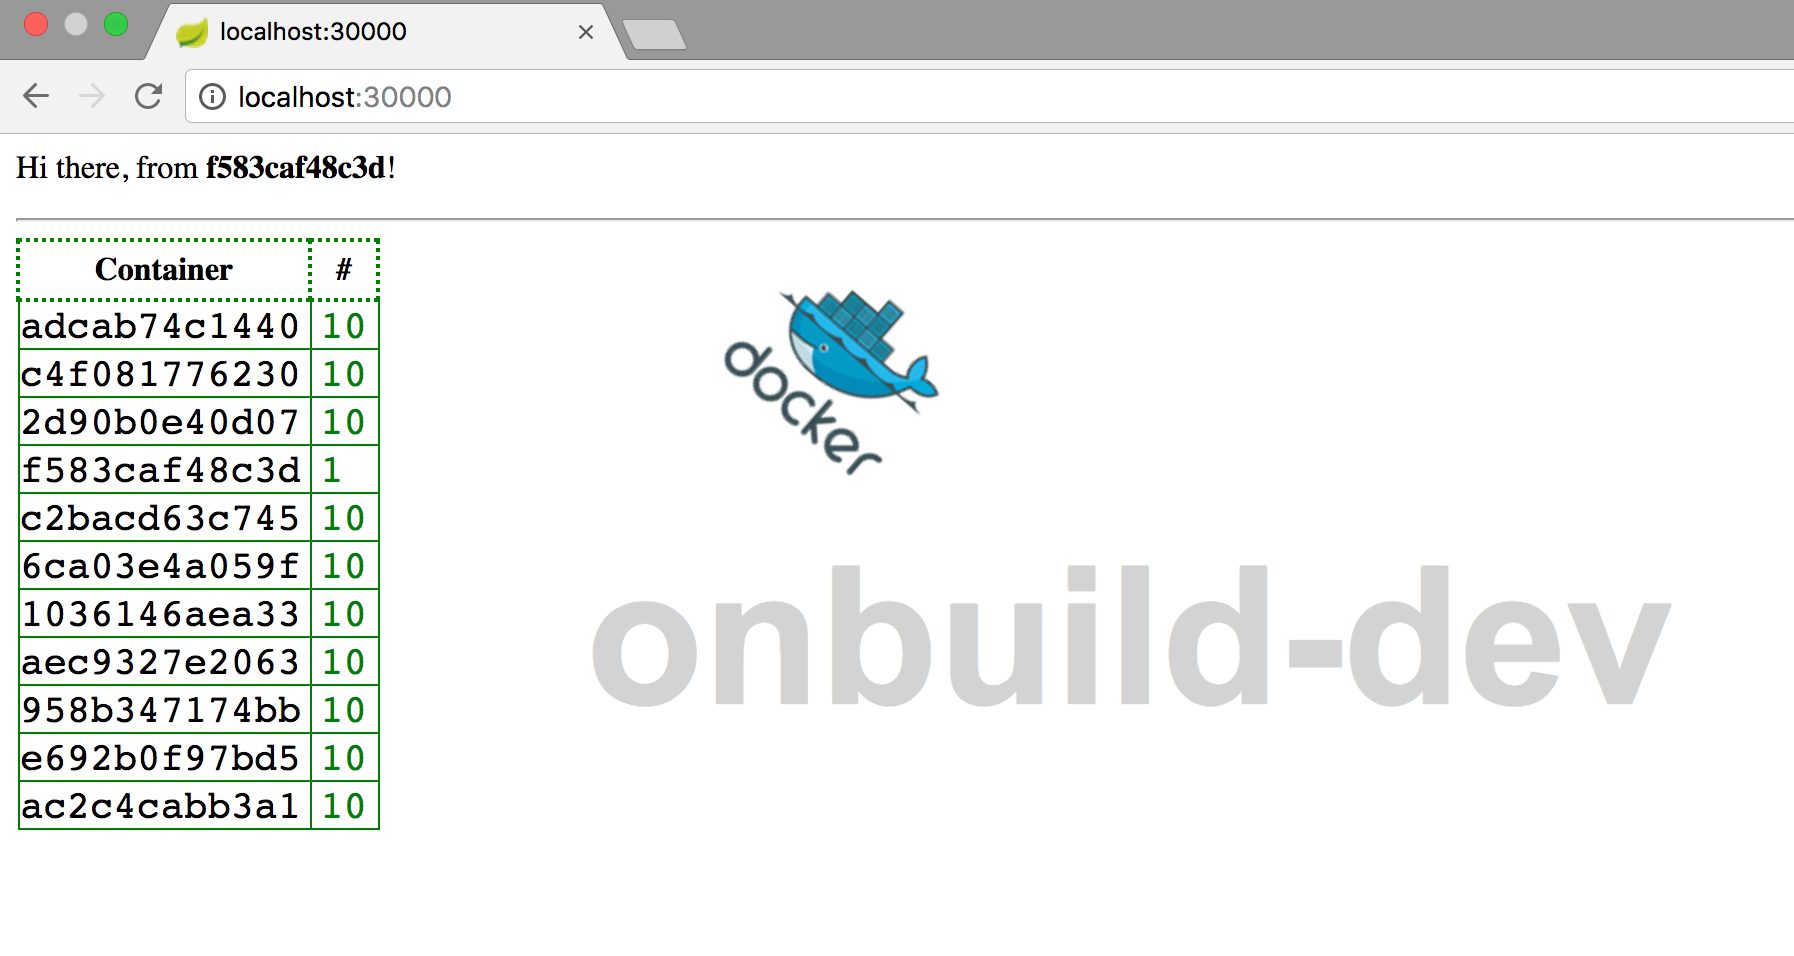 localhost:30000
localhost:30000
Hi there, from f583caf48c3d!
Container #
adcab74c1440 10
c4f081776230 10
2d90b0e40d07 10
f583caf48c3d 1
c2bacd63c745 10
6ca03e4a059f 10
1036146aea33 10
aec9327e2063 10
958b347174bb 10
e692b0f97bd5 10
ac2c4cabb3a1 10
docker
onbuild-dev